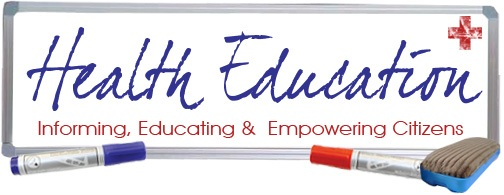 Health Education
Informing, Educating & Empowering Citizens